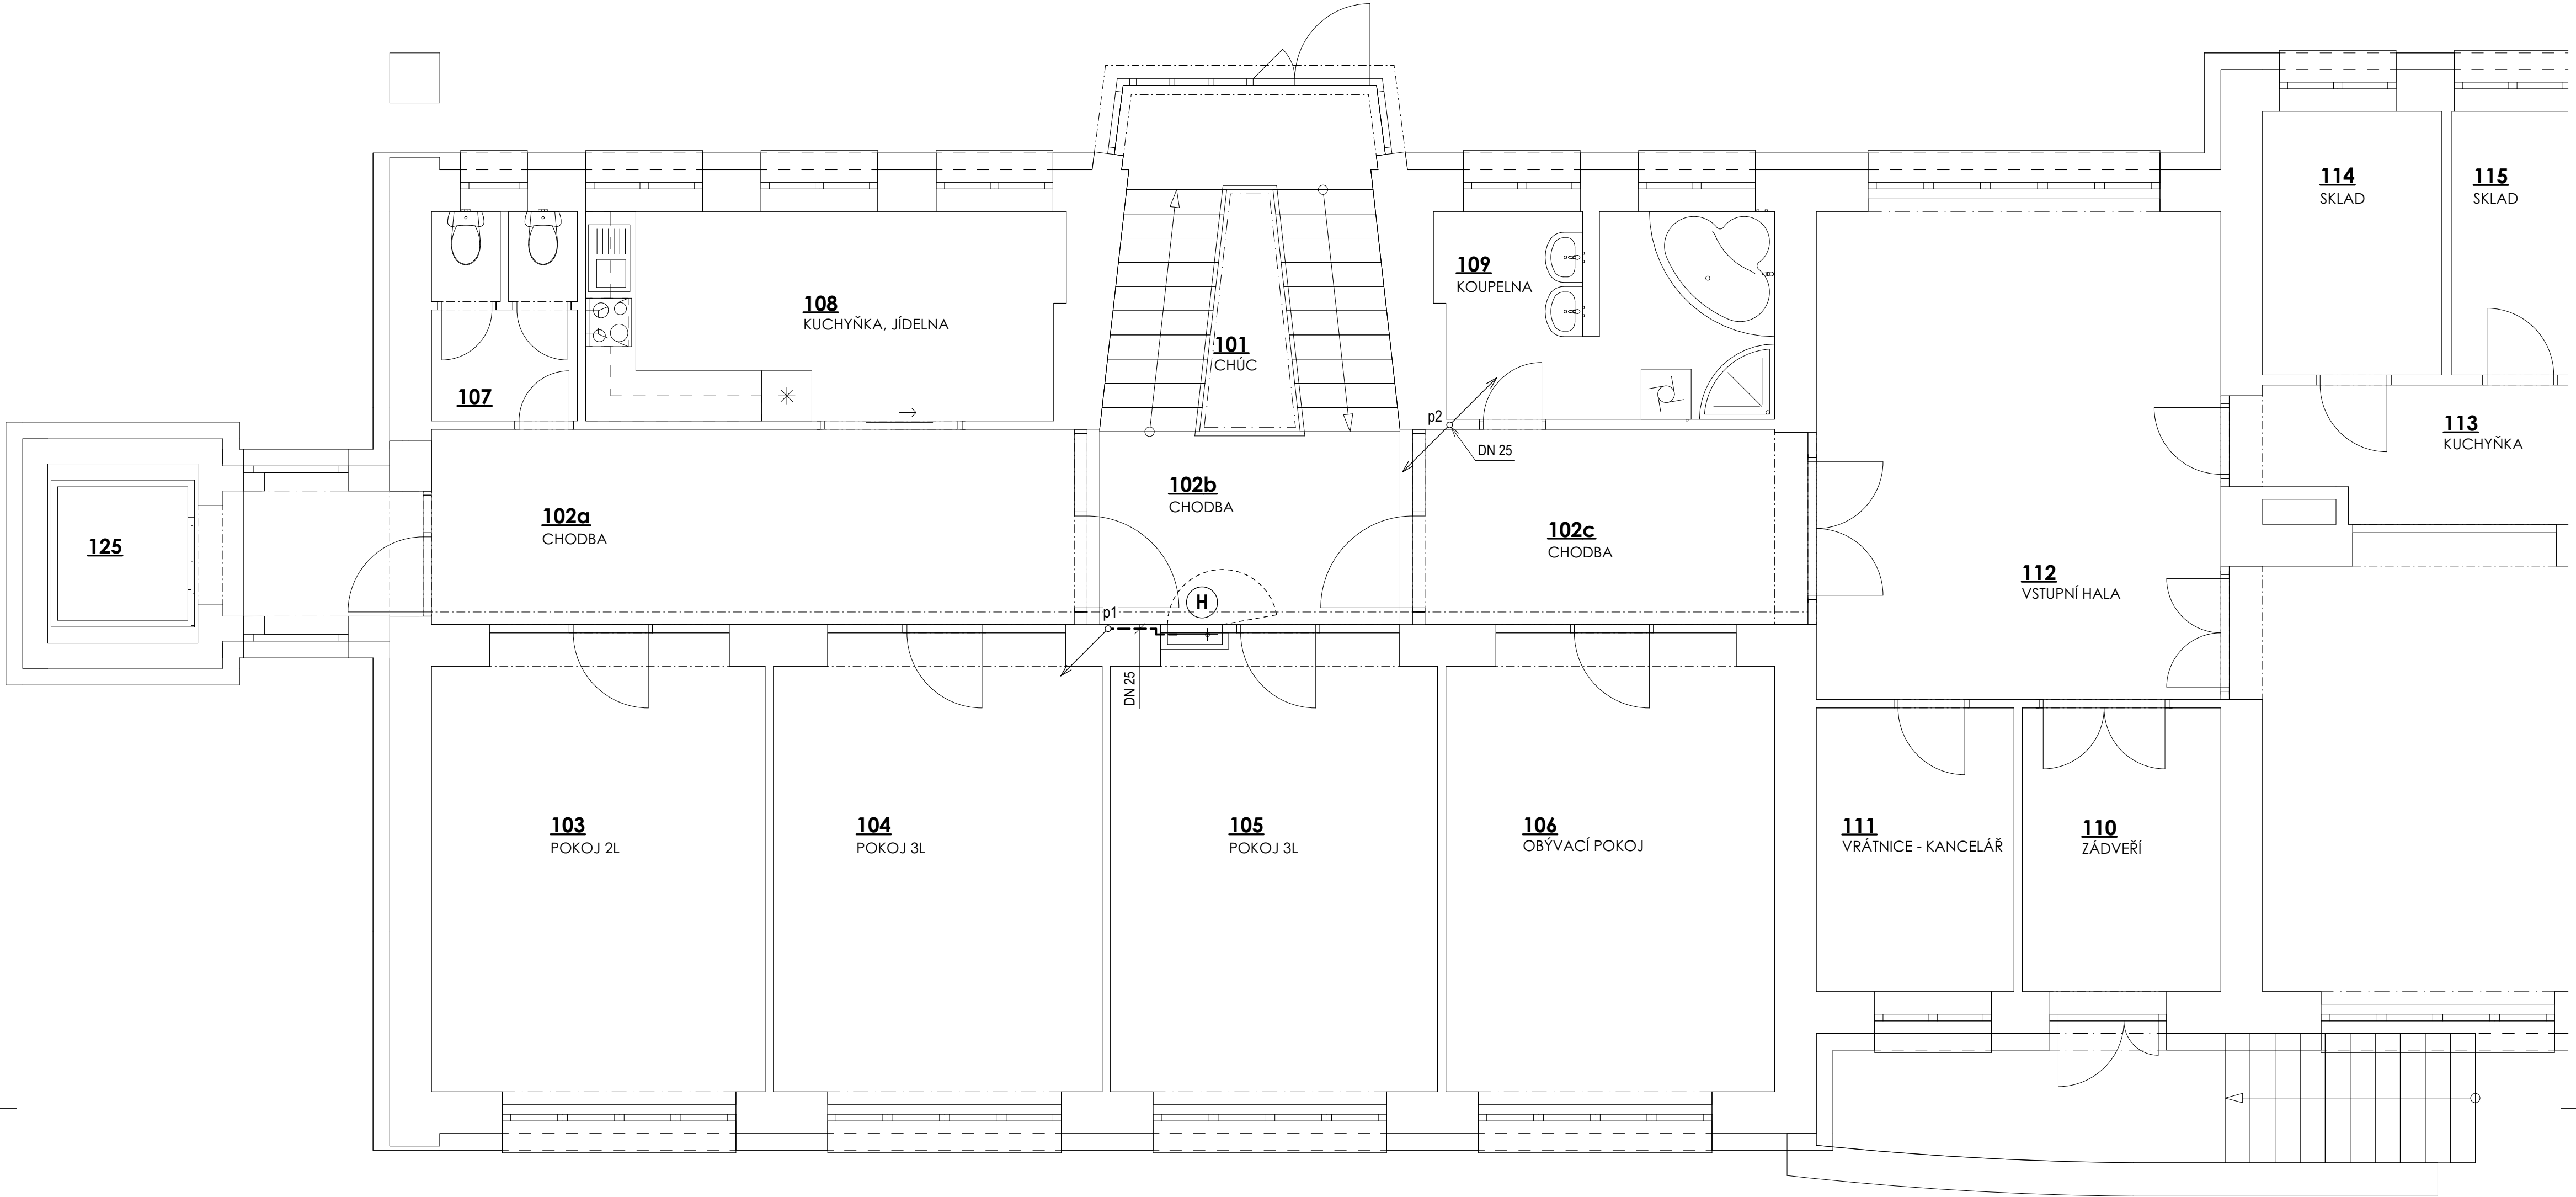 114
SKLAD
115
SKLAD
109
KOUPELNA
108
KUCHYŇKA, JÍDELNA
101
CHÚC
107
p2
DN 25
113
KUCHYŇKA
102b
CHODBA
102a
CHODBA
102c
CHODBA
125
112
VSTUPNÍ HALA
H
p1
DN 25
103
POKOJ 2L
104
POKOJ 3L
105
POKOJ 3L
106
OBÝVACÍ POKOJ
111
VRÁTNICE - KANCELÁŘ
110
ZÁDVEŘÍ